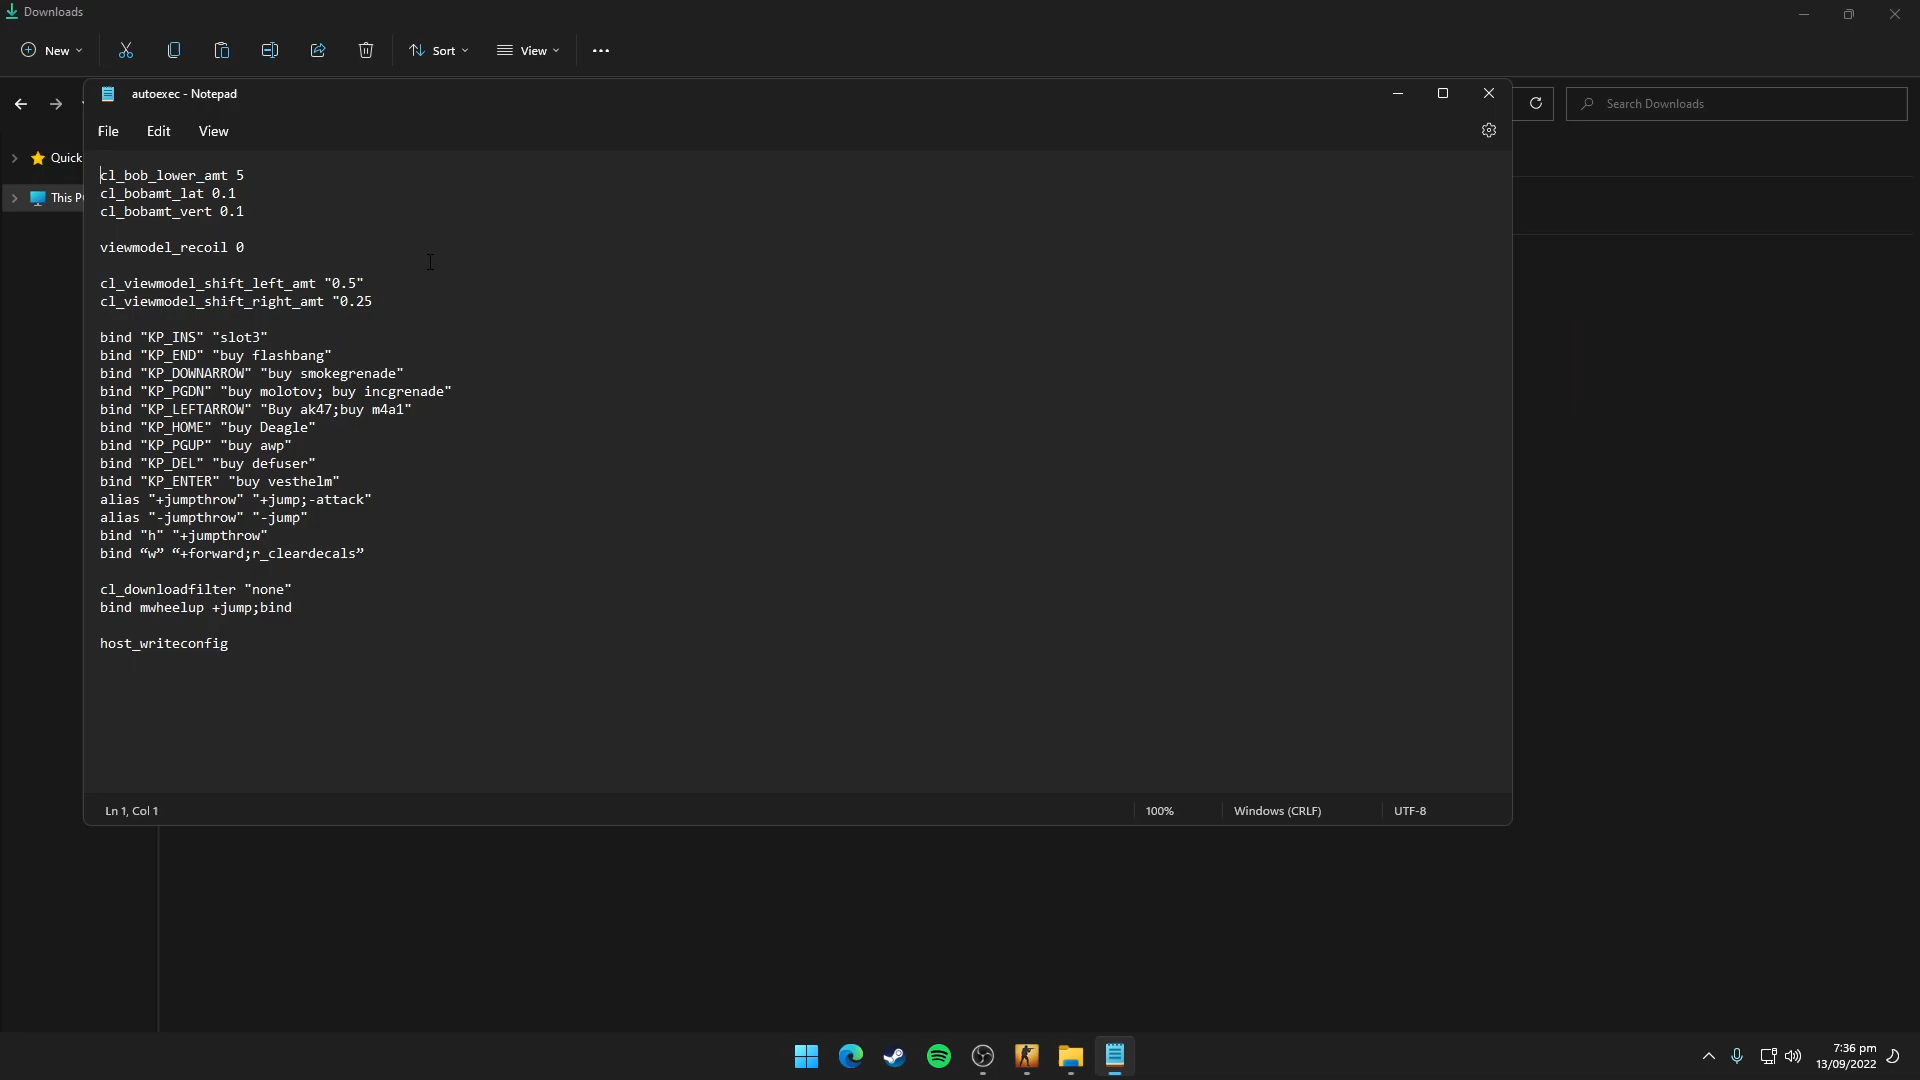 Downloads
New
Sort
View
autoexec - Notepad
Search Downloads
File
Edit
View
Quick
This P
cl_bob_lower_amt 5
cl_bobamt_lat 0.1
cl_bobamt_vert 0.1
viewmodel_recoil 0
cl_viewmodel_shift_left_amt "0.5"
cl_viewmodel_shift_right_amt "0.25
bind "KP_INS" "slot3"
bind "KP_END" "buy flashbang"
bind "KP_DOWNARROW" "buy smokegrenade"
bind "KP_PGDN" "buy molotov; buy incgrenade"
bind "KP_LEFTARROW" "Buy ak47;buy m4a1"
bind "KP_HOME" "buy Deagle"
bind "KP_PGUP" "buy awp"
bind "KP_DEL" "buy defuser"
bind "KP_ENTER" "buy vesthelm"
alias "+jumpthrow" "+jump;-attack"
alias "-jumpthrow" "-jump"
bind "h" "+jumpthrow"
bind “w” “+forward;r_cleardecals”
cl_downloadfilter "none"
bind mwheelup +jump;bind
host_writeconfig
Ln 1, Col 1
100%
Windows (CRLF)
UTF-8
7:36 pm
13/09/2022